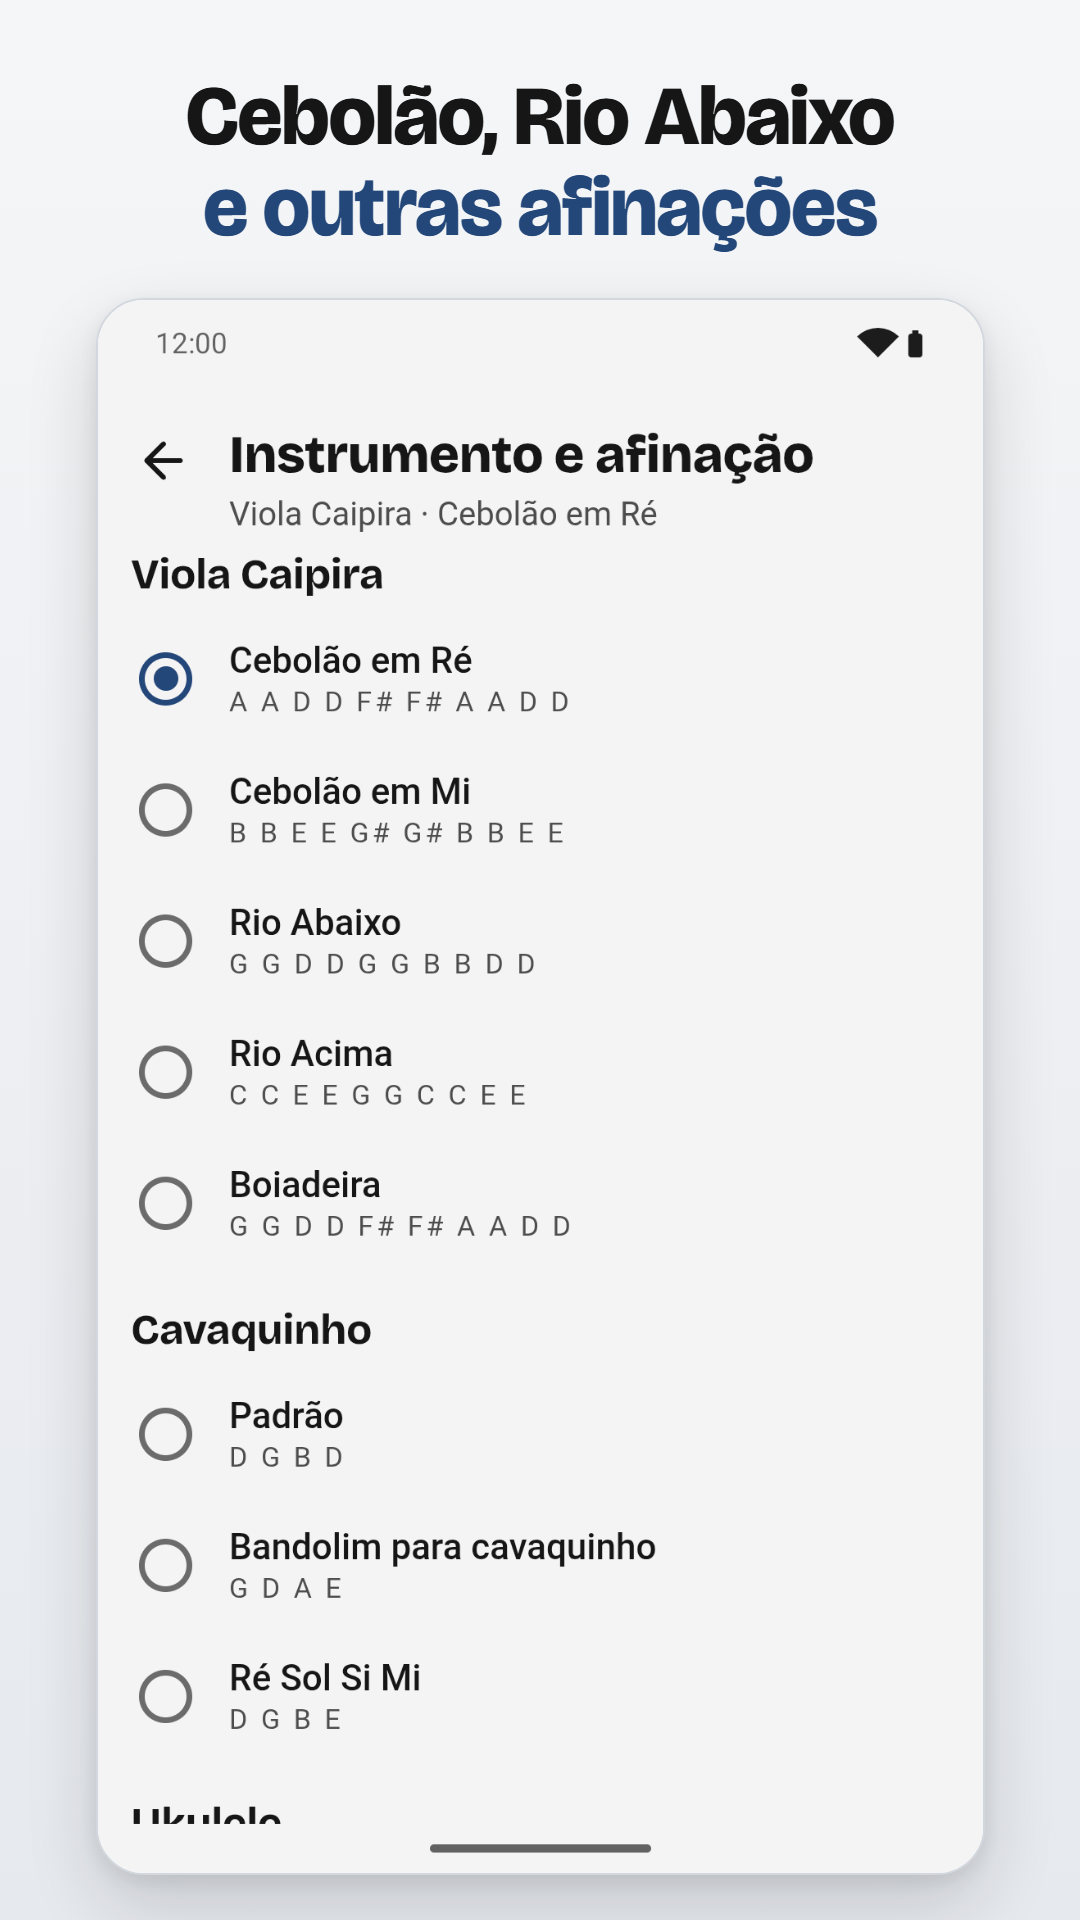 Cebolão, Rio Abaixo
e outras afinações
12:00
Instrumento e afinação
Viola Caipira · Cebolão em Ré
Viola Caipira
Cebolão em Ré
A A D D F# F# A A D D
Cebolão em Mi
B B E E G# G# B B E E
Rio Abaixo
G G D D G G B B D D
Rio Acima
C C E E G G C C E E
Boiadeira
G G D D F# F# A A D D
Cavaquinho
Padrão
D G B D
Bandolim para cavaquinho
G D A E
Ré Sol Si Mi
D G B E
Ukulele